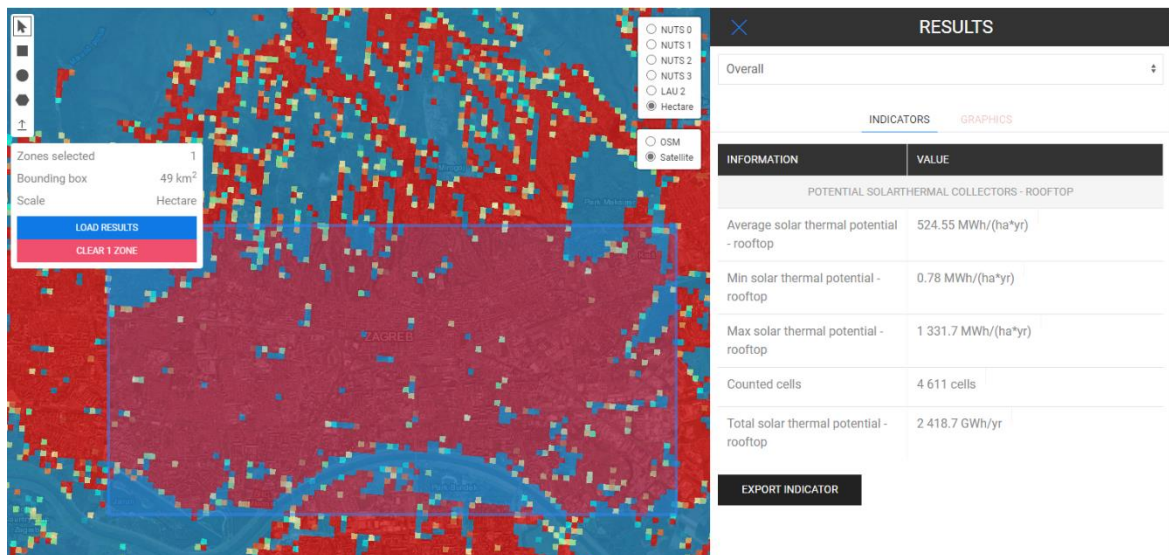 NUTS 0
NUTS 1
NUTS 2
NUTS 3
LAU 2
Hectare
OSM
Satellite
Zones selected 1
Bounding box 49 km²
Scale Hectare
LOAD RESULTS
CLEAR 1 ZONE
ZAGREB
RESULTS
Overall
INDICATORS GRAPHICS
INFORMATION VALUE
POTENTIAL SOLARTHERMAL COLLECTORS - ROOFTOP
Average solar thermal potential 524.55 MWh/(ha*yr)
- rooftop
Min solar thermal potential - 0.78 MWh/(ha*yr)
rooftop
Max solar thermal potential - 1 331.7 MWh/(ha*yr)
rooftop
Counted cells 4 611 cells
Total solar thermal potential - 2 418.7 GWh/yr
rooftop
EXPORT INDICATOR